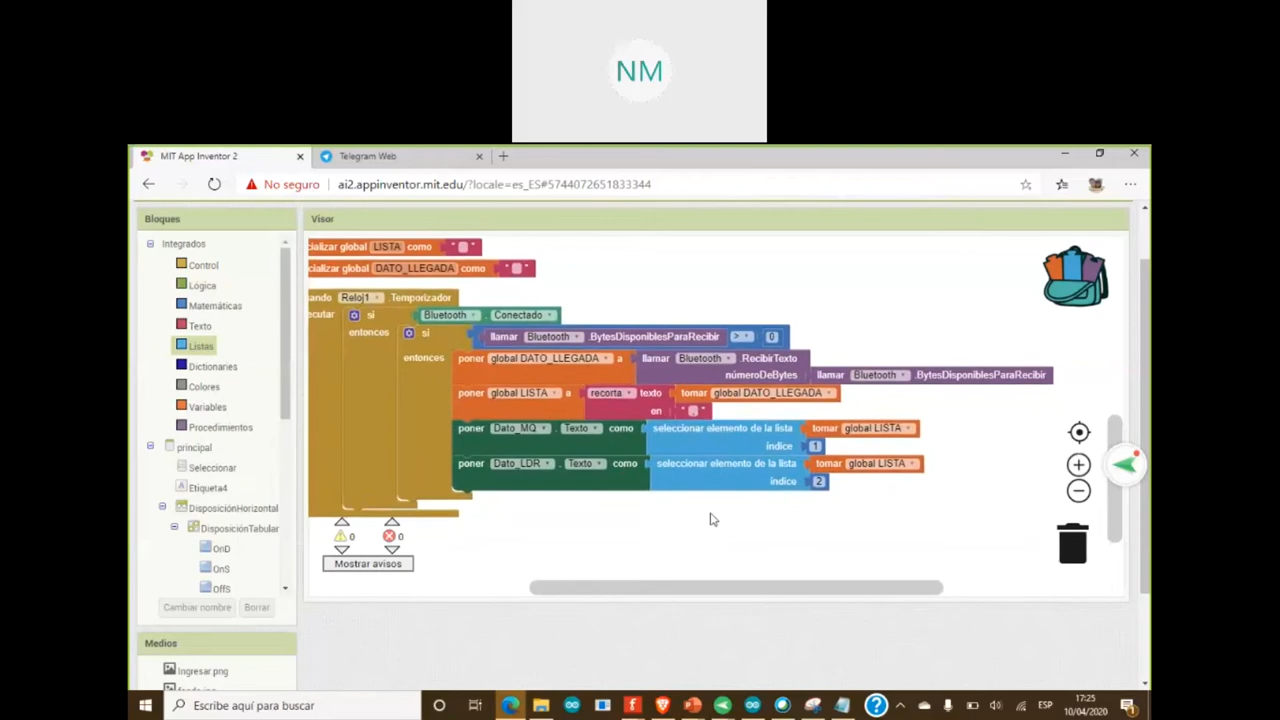 NM
MIT App Inventor 2
Telegram Web
No seguro
ai2.appinventor.mit.edu/?locale=es_ES#5744072651833344
Bloques
Visor
Integrados
Control
Lógica
Matemáticas
Texto
Listas
Dictionaries
Colores
Variables
Procedimientos
principal
Seleccionar
Etiqueta4
DisposiciónHorizontal
DisposiciónTabular
OnD
OnS
OffS
Cambiar nombre Borrar
Medios
Ingresar.png
cializar global LISTA como " "
cializar global DATO_LLEGADA como " "
ando Reloj1 .Temporizador
cutar si Bluetooth . Conectado
entonces si llamar Bluetooth .BytesDisponiblesParaRecibir > 0
entonces poner global DATO_LLEGADA a llamar Bluetooth .RecibirTexto
númeroDeBytes llamar Bluetooth .BytesDisponiblesParaRecibir
poner global LISTA a recorta texto tomar global DATO_LLEGADA
en " "
poner Dato_MQ . Texto como seleccionar elemento de la lista tomar global LISTA
índice 1
poner Dato_LDR . Texto como seleccionar elemento de la lista tomar global LISTA
índice 2
0 0
Mostrar avisos
Escribe aquí para buscar
ESP
17:25
10/04/2020